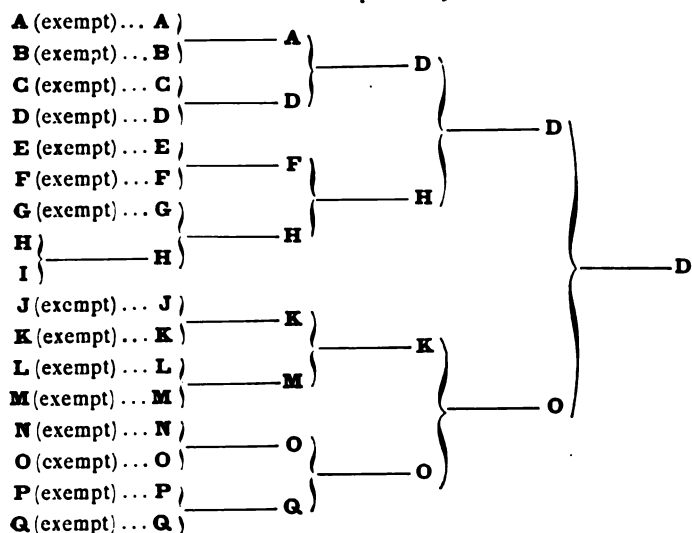 A (exempt)... A
B (exempt)... B
A
C (exempt)... C
D
D (exempt)... D
D
E (exempt)... E
D
F (exempt)... F
F
G (exempt)... G
H
H
H
I
H
D
J (exempt)... J
K (exempt)... K
K
L (exempt)... L
K
M (exempt)... M
M
N (exempt)... N
O
O (exempt)... O
O
P (exempt)... P
O
Q (exempt)... Q
Q